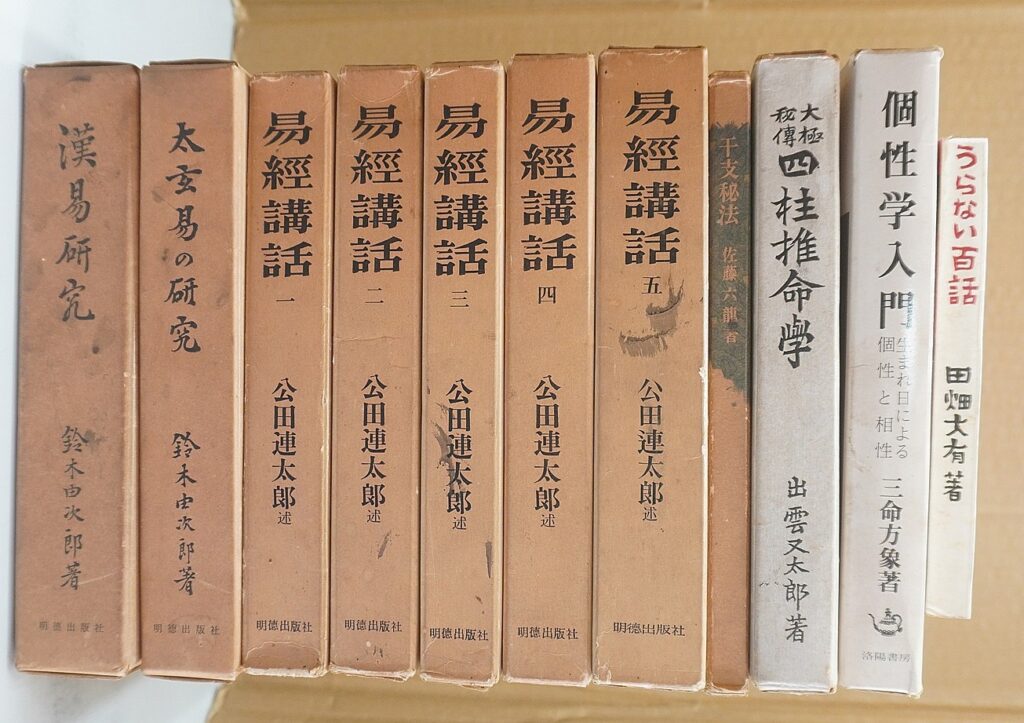 漢易研究
鈴木由次郎著
明德出版社
太玄易の研究
鈴木由次郎著
明德出版社
易經講話 一
公田連太郎述
明德出版社
易經講話 二
公田連太郎述
明德出版社
易經講話 三
公田連太郎述
明德出版社
易經講話 四
公田連太郎述
明德出版社
易經講話 五
公田連太郎述
明德出版社
干支秘法
佐藤六龍著
大極
秘傳
四柱推命學
出雲又太郎著
個性学入門
生まれ日による
個性と相性
三命方象著
洛陽書房
うらない百話
田畑大有著